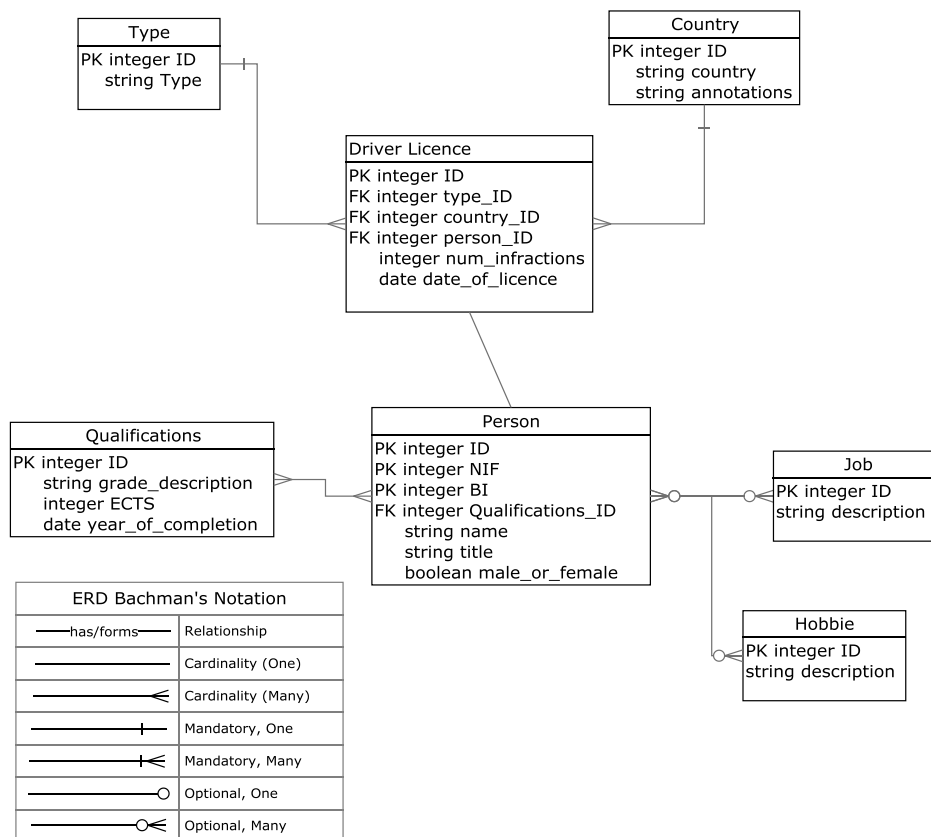 Type
PK integer ID
string Type
Country
PK integer ID
string country
string annotations
Driver Licence
PK integer ID
FK integer type_ID
FK integer country_ID
FK integer person_ID
integer num_infractions
date date_of_licence
Qualifications
PK integer ID
string grade_description
integer ECTS
date year_of_completion
Person
PK integer ID
PK integer NIF
PK integer BI
FK integer Qualifications_ID
string name
string title
boolean male_or_female
Job
PK integer ID
string description
Hobbie
PK integer ID
string description
ERD Bachman's Notation
has/forms Relationship
Cardinality (One)
Cardinality (Many)
Mandatory, One
Mandatory, Many
Optional, One
Optional, Many